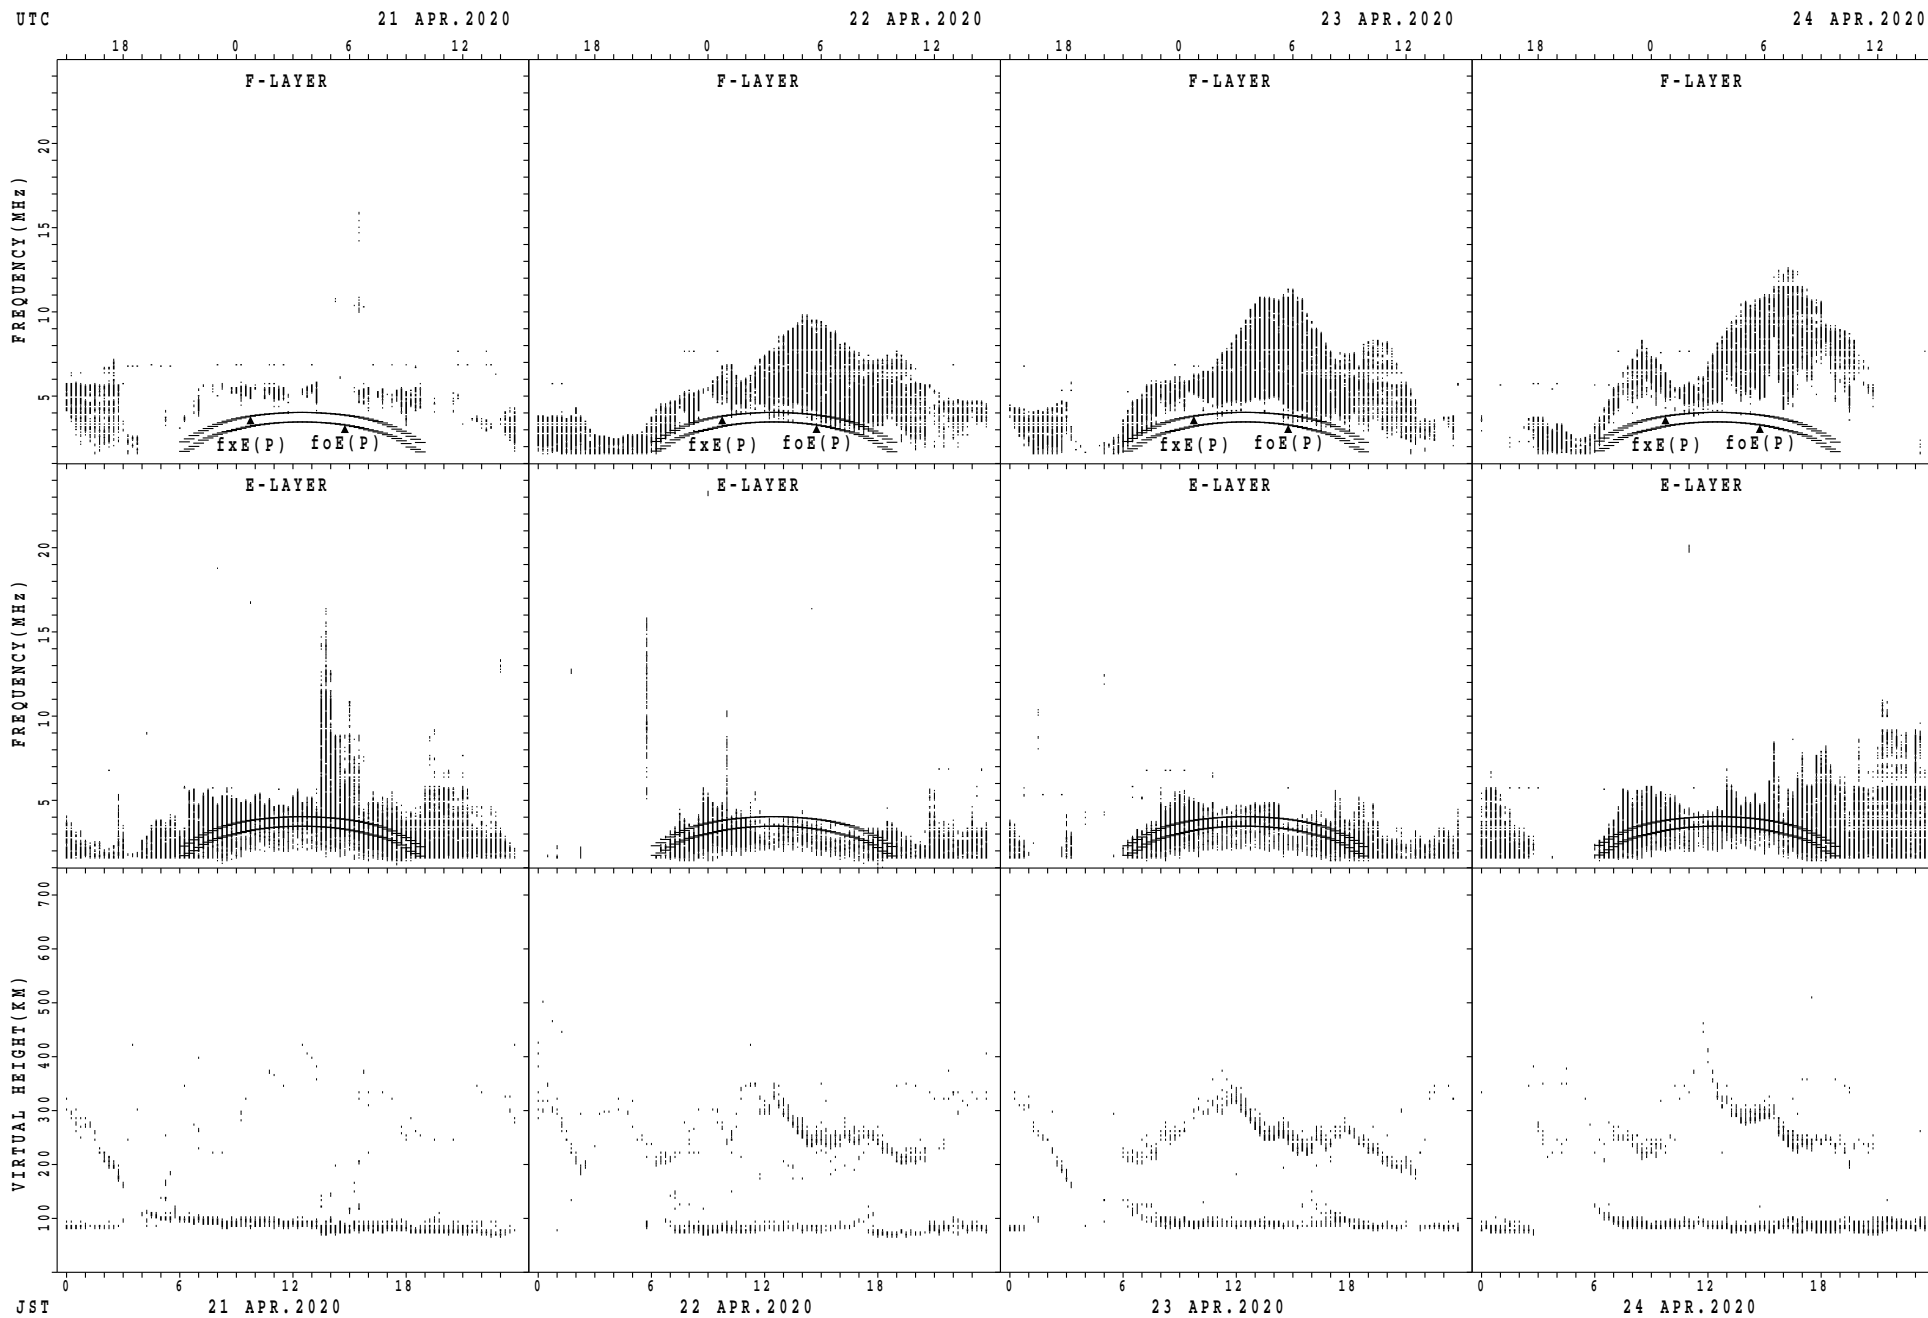 UTC 21 APR.2020 22 APR.2020 23 APR.2020 24 APR.2020
18 0 6 12 18 0 6 12 18 0 6 12 18 0 6 12
F-LAYER F-LAYER F-LAYER F-LAYER
FREQUENCY(MHz)
20
15
10
5
fxE(P) foE(P) fxE(P) foE(P) fxE(P) foE(P) fxE(P) foE(P)
E-LAYER E-LAYER E-LAYER E-LAYER
FREQUENCY(MHz)
20
15
10
5
VIRTUAL HEIGHT(KM)
700
600
500
400
300
200
100
0 6 12 18 0 6 12 18 0 6 12 18 0 6 12 18
JST 21 APR.2020 22 APR.2020 23 APR.2020 24 APR.2020